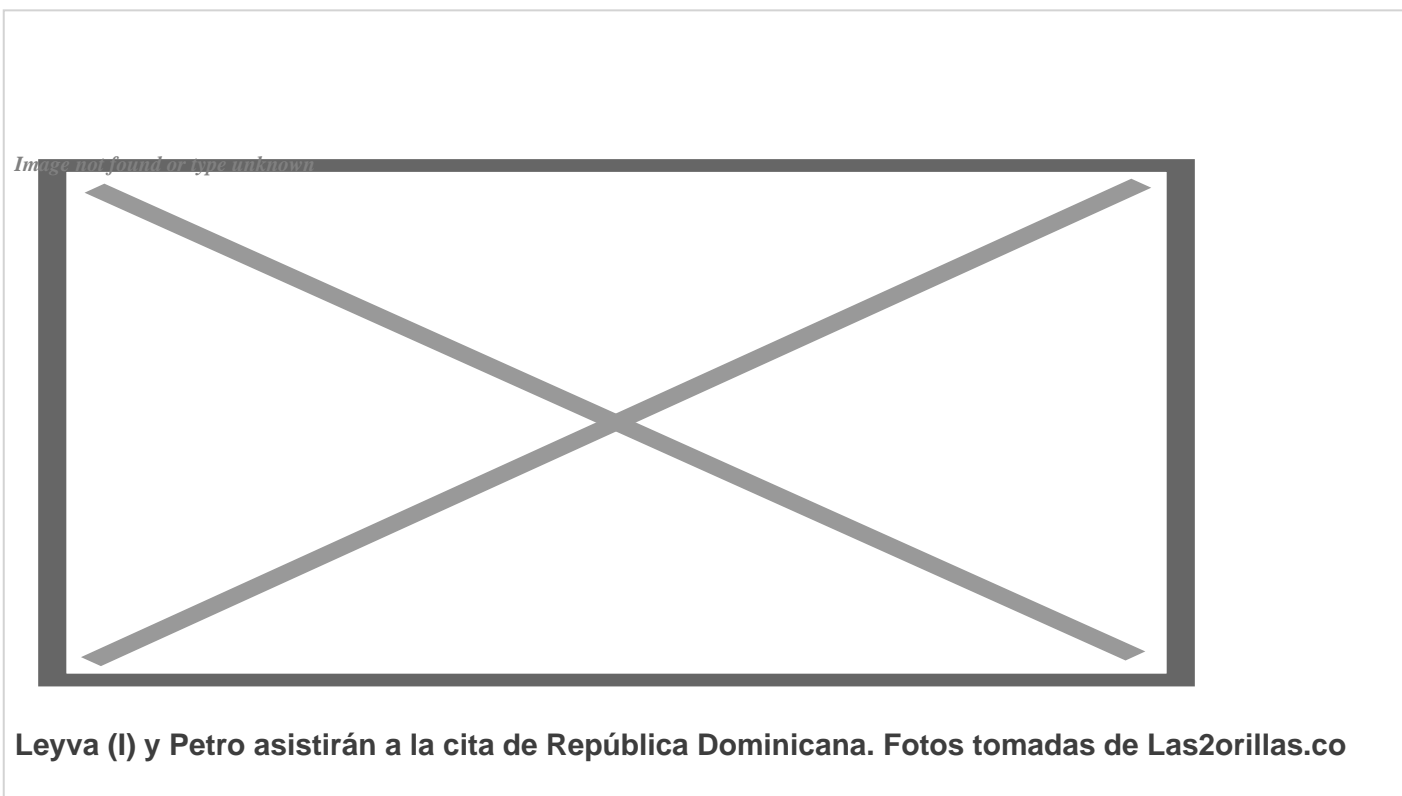 Image not found or type unknown
Leyva (I) y Petro asistirán a la cita de República Dominicana. Fotos tomadas de Las2orillas.co